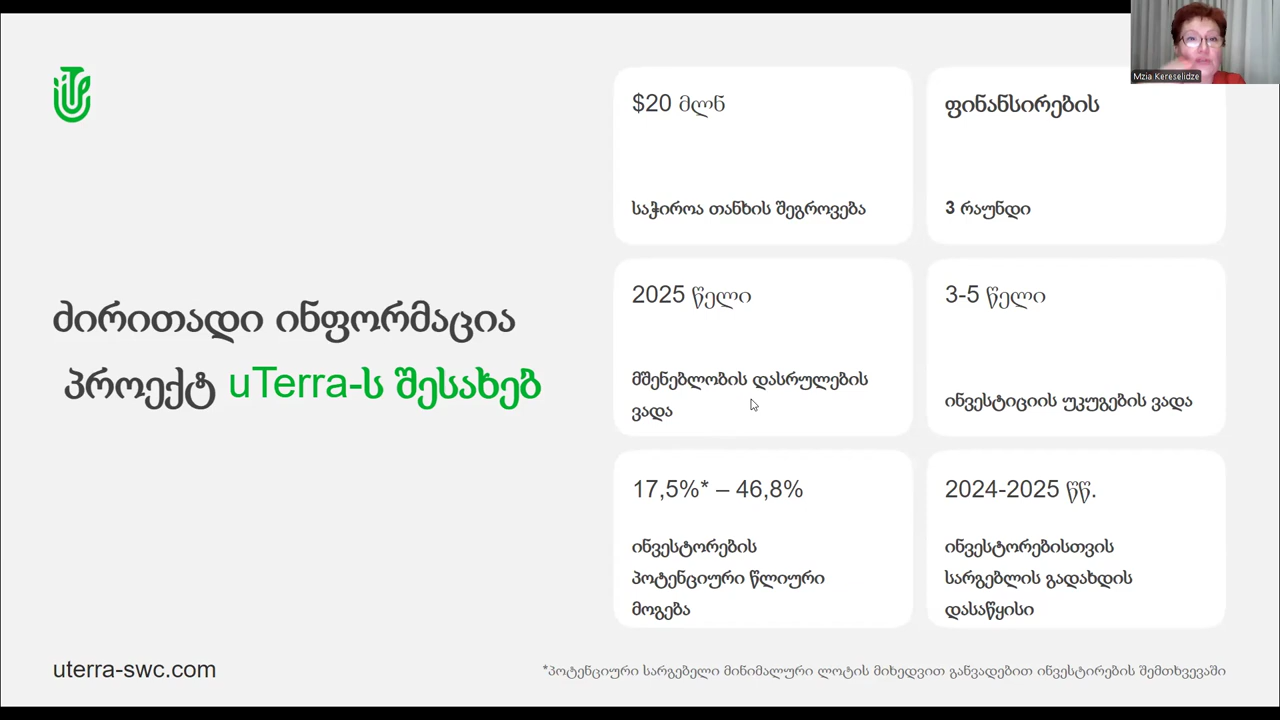 Mzia Kereselidze
ძირითადი ინფორმაცია
პროექტ uTerra-ს შესახებ
$20 მლნ
საჭიროა თანხის შეგროვება
ფინანსირების
3 რაუნდი
2025 წელი
მშენებლობის დასრულების
ვადა
3-5 წელი
ინვესტიციის უკუგების ვადა
17,5%* – 46,8%
ინვესტორების
პოტენციური წლიური
მოგება
2024-2025 წწ.
ინვესტორებისთვის
სარგებლის გადახდის
დასაწყისი
uterra-swc.com
*პოტენციური სარგებელი მინიმალური ლოტის მიხედვით განვადებით ინვესტირების შემთხვევაში